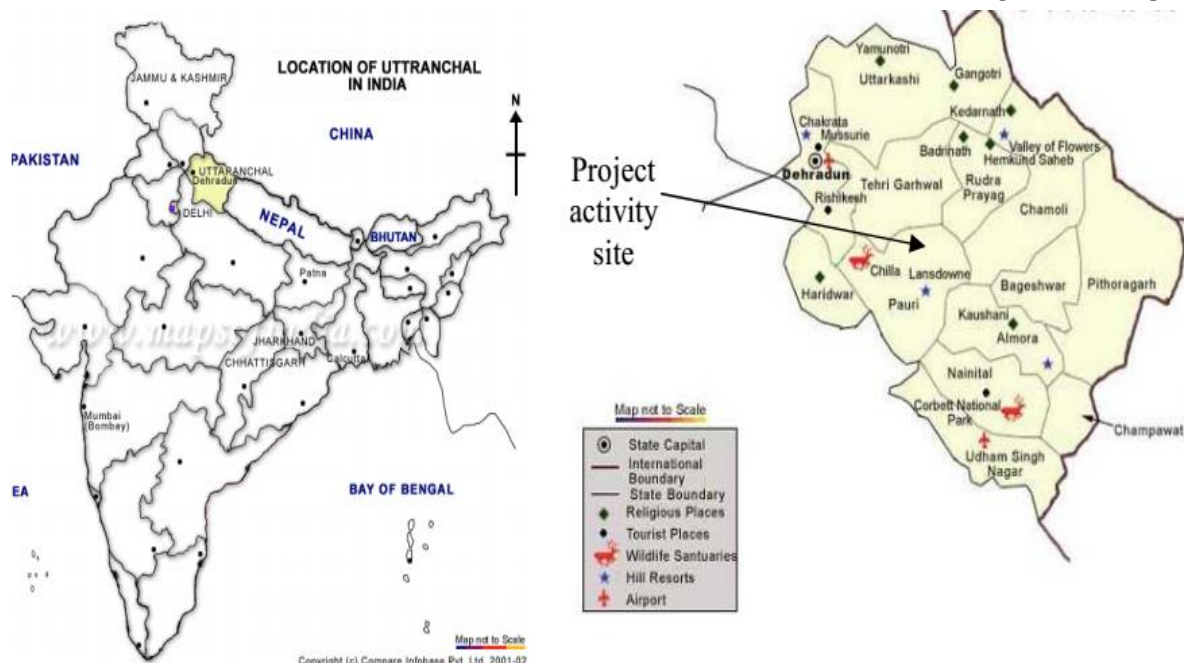 LOCATION OF UTTRANCHAL
IN INDIA
JAMMU & KASHMIR
N
CHINA
PAKISTAN
UTTARANCHAL
Dehradun
DELHI
NEPAL
BHUTAN
Patna
JHARKHAND
CHHATTISGARH
Calcutta
Mumbai
(Bombay)
EA
BAY OF BENGAL
Map not to Scale
Copyright (c) Compare Infobase Pvt. Ltd. 2001-02
Project
activity
site
Yamunotri
Uttarkashi
Gangotri
Kedarnath
Chakrata
Mussurie
Badrinath
Valley of Flowers
Hemkund Saheb
Dehradun
Tehri Garhwal
Rudra
Prayag
Rishikesh
Chamoli
Chilla
Lansdowne
Haridwar
Pauri
Bageshwar
Pithoragarh
Kaushani
Almora
Nainital
Corbett National
Park
Champawat
Udham Singh
Nagar
Map not to Scale
State Capital
International
Boundary
State Boundary
Religious Places
Tourist Places
Wildlife Santuaries
Hill Resorts
Airport